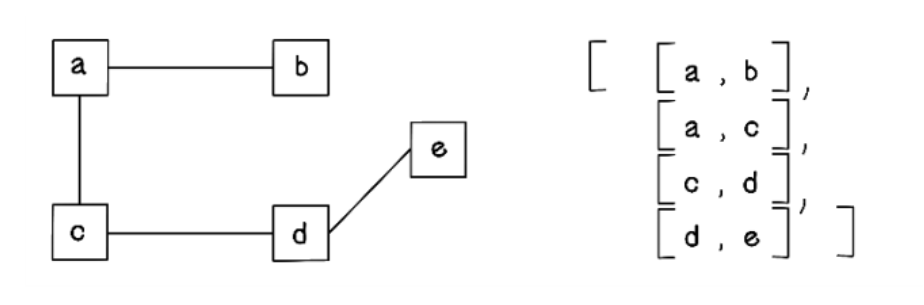 a b
e
c d
[ [ a , b ] ,
[ a , c ] ,
[ c , d ] ,
[ d , e ] ]